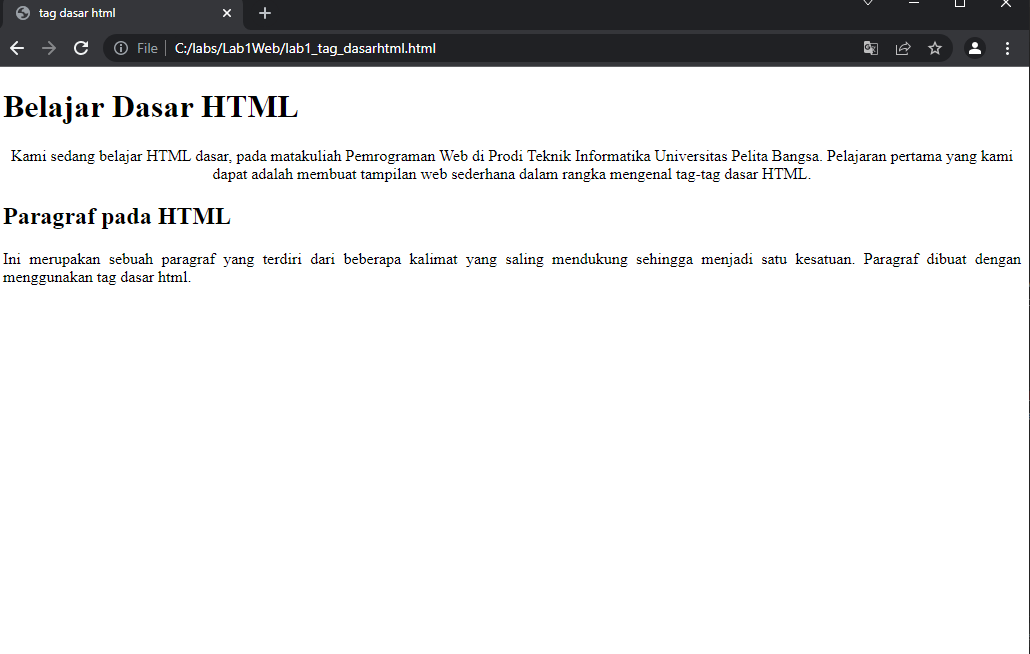 tag dasar html
File
C:/labs/Lab1Web/lab1_tag_dasarhtml.html
Belajar Dasar HTML
Kami sedang belajar HTML dasar, pada matakuliah Pemrograman Web di Prodi Teknik Informatika Universitas Pelita Bangsa. Pelajaran pertama yang kami
dapat adalah membuat tampilan web sederhana dalam rangka mengenal tag-tag dasar HTML.
Paragraf pada HTML
Ini merupakan sebuah paragraf yang terdiri dari beberapa kalimat yang saling mendukung sehingga menjadi satu kesatuan. Paragraf dibuat dengan
menggunakan tag dasar html.